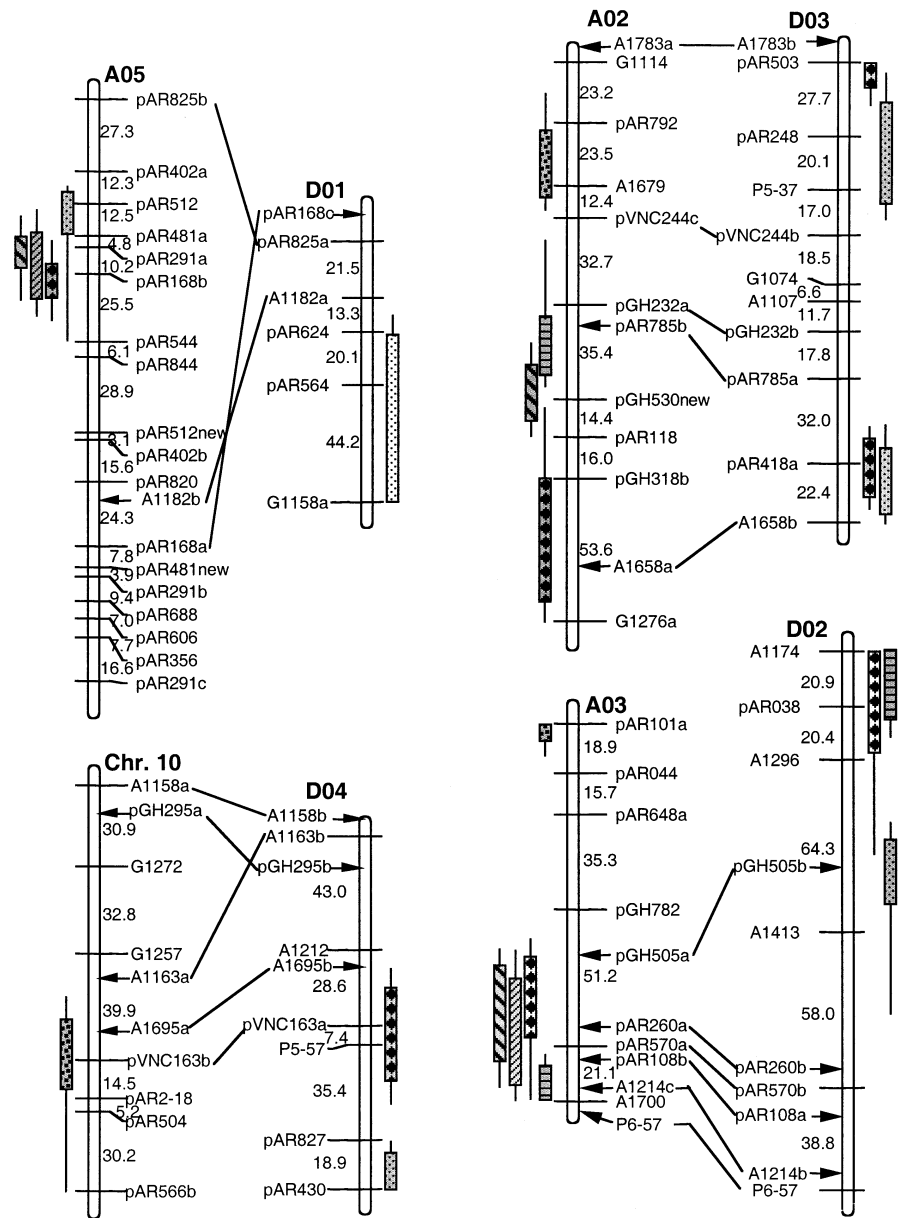 A05
pAR825b
27.3
pAR402a
12.3
pAR512
12.5
pAR481a
4.8
pAR291a
10.2
pAR168b
25.5
pAR544
6.1
pAR844
28.9
pAR512new
3.1
pAR402b
15.6
pAR820
A1182b
24.3
pAR168a
7.8
pAR481new
3.9
pAR291b
9.4
pAR688
7.0
pAR606
7.7
pAR356
16.6
pAR291c
D01
pAR168c
pAR825a
21.5
A1182a
13.3
pAR624
20.1
pAR564
44.2
G1158a
A02
A1783a
G1114
23.2
pAR792
23.5
A1679
12.4
pVNC244c
32.7
pGH232a
pAR785b
35.4
pGH530new
14.4
pAR118
16.0
pGH318b
53.6
A1658a
G1276a
D03
A1783b
pAR503
27.7
pAR248
20.1
P5-37
17.0
pVNC244b
18.5
G1074
6.6
A1107
11.7
pGH232b
17.8
pAR785a
32.0
pAR418a
22.4
A1658b
Chr. 10
A1158a
pGH295a
30.9
G1272
32.8
G1257
A1163a
39.9
A1695a
pVNC163b
14.5
pAR2-18
5.2
pAR504
30.2
pAR566b
D04
A1158b
A1163b
pGH295b
43.0
A1212
A1695b
28.6
pVNC163a
7.4
P5-57
35.4
pAR827
18.9
pAR430
A03
pAR101a
18.9
pAR044
15.7
pAR648a
35.3
pGH782
pGH505a
51.2
pAR260a
pAR570a
pAR108b
21.1
A1214c
A1700
P6-57
D02
A1174
20.9
pAR038
20.4
A1296
64.3
pGH505b
A1413
58.0
pAR260b
pAR570b
pAR108a
38.8
A1214b
P6-57